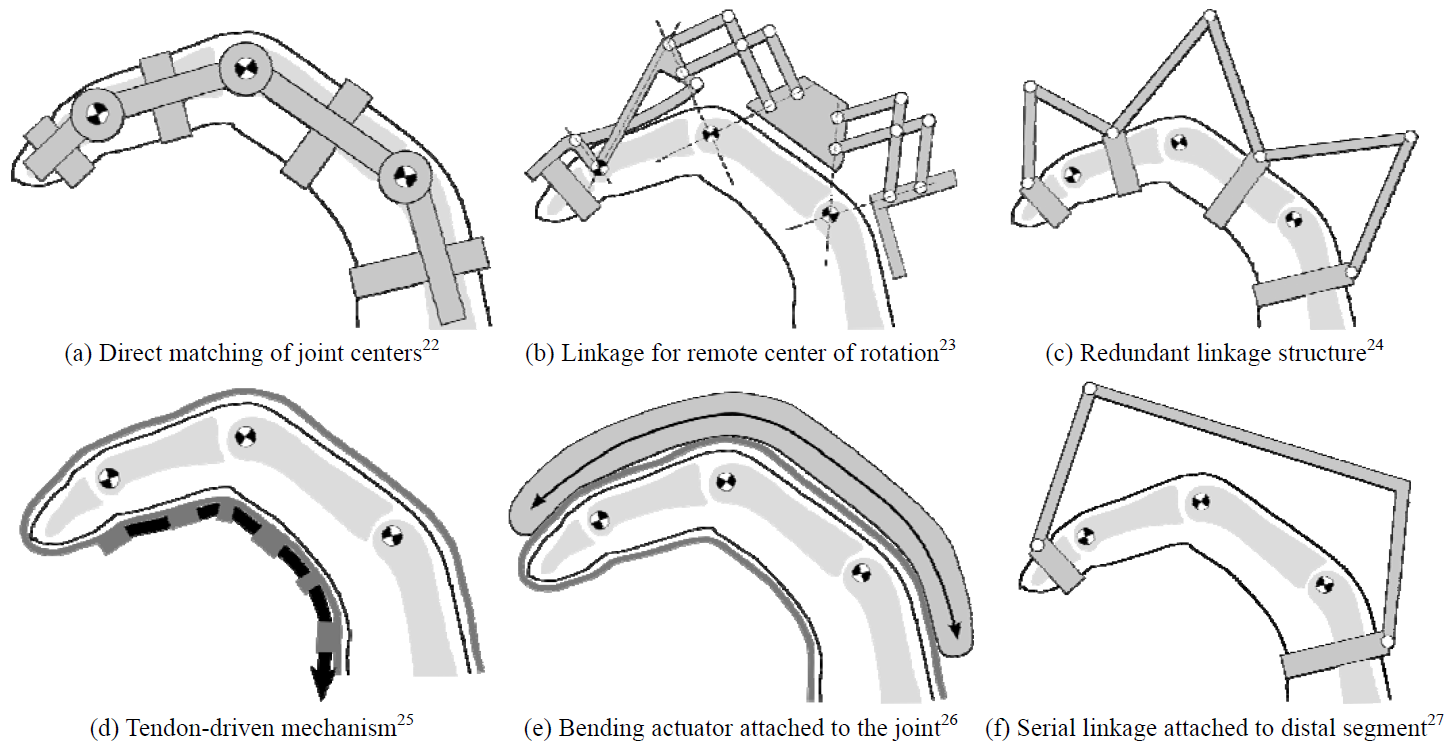 (a) Direct matching of joint centers22
(b) Linkage for remote center of rotation23
(c) Redundant linkage structure24
(d) Tendon-driven mechanism25
(e) Bending actuator attached to the joint26
(f) Serial linkage attached to distal segment27